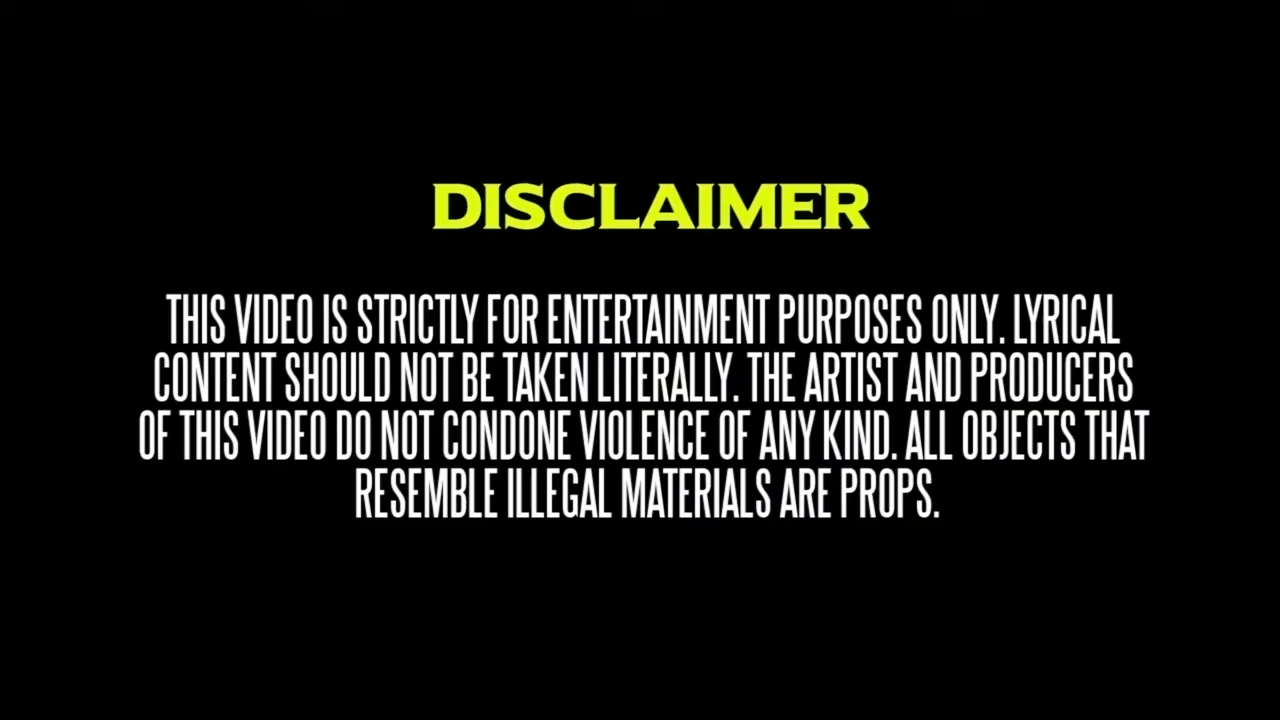 DISCLAIMER
THIS VIDEO IS STRICTLY FOR ENTERTAINMENT PURPOSES ONLY. LYRICAL
CONTENT SHOULD NOT BE TAKEN LITERALLY. THE ARTIST AND PRODUCERS
OF THIS VIDEO DO NOT CONDONE VIOLENCE OF ANY KIND. ALL OBJECTS THAT
RESEMBLE ILLEGAL MATERIALS ARE PROPS.